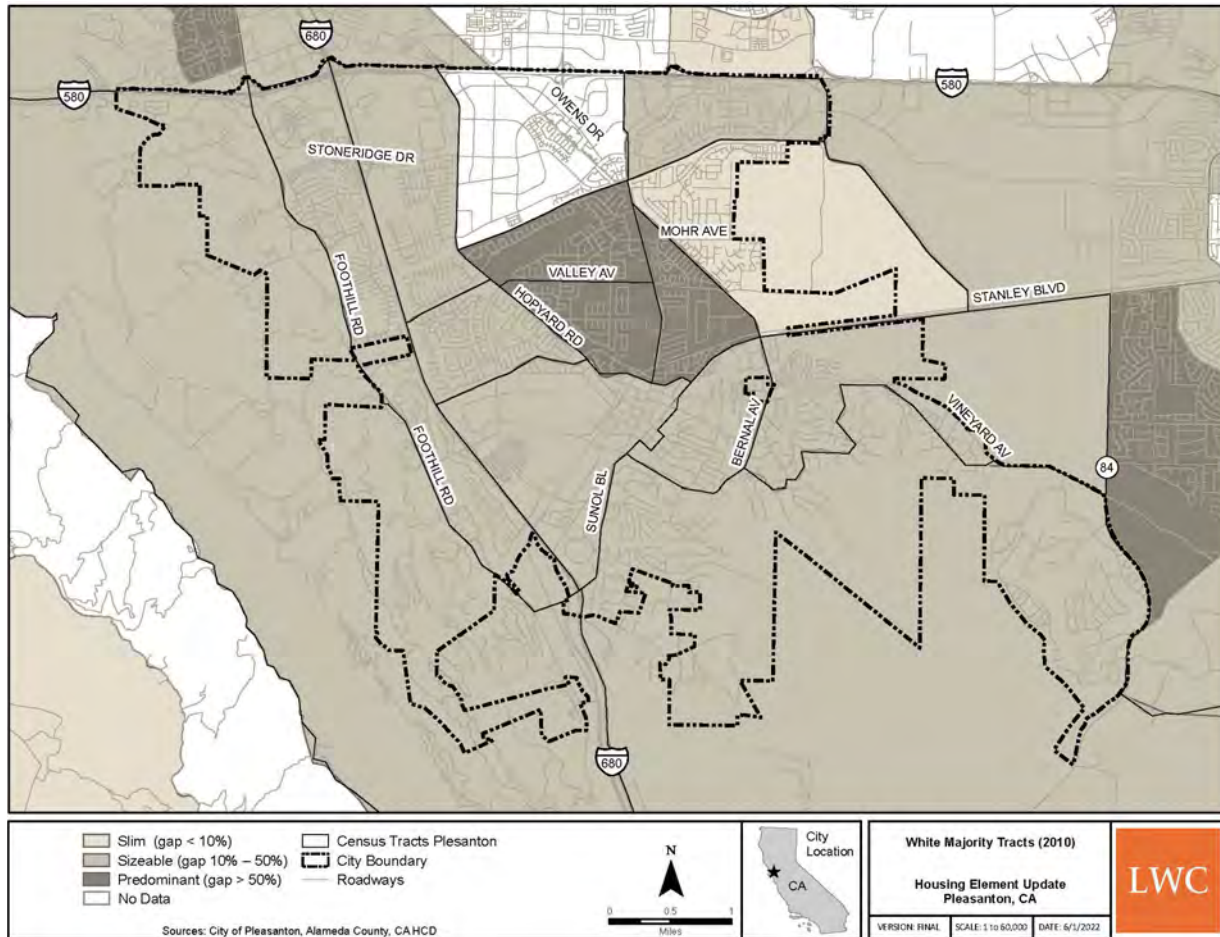 680
580
580
OWENS DR
STONERIDGE DR
MOHR AVE
VALLEY AV
HOPYARD RD
FOOTHILL RD
STANLEY BLVD
BERNAL AV
VINEYARD AV
FOOTHILL RD
SUNOL BL
84
680
Slim (gap < 10%)
Sizeable (gap 10% – 50%)
Predominant (gap > 50%)
No Data
Census Tracts Plesanton
City Boundary
Roadways
Sources: City of Pleasanton, Alameda County, CA HCD
N
0 0.5 1
Miles
City
Location
CA
White Majority Tracts (2010)
Housing Element Update
Pleasanton, CA
VERSION: FINAL
SCALE: 1 to 60,000
DATE: 6/1/2022
LWC